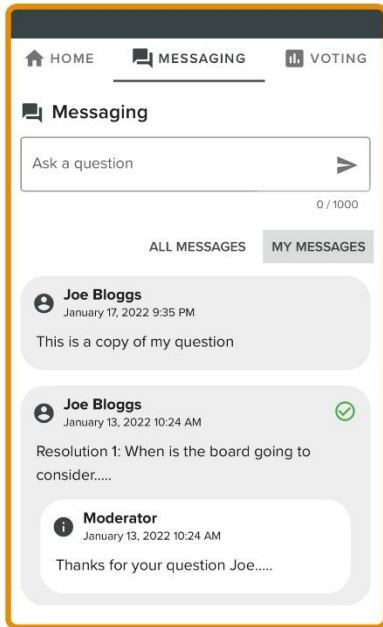 HOME MESSAGING VOTING
Messaging
Ask a question
0 / 1000
ALL MESSAGES MY MESSAGES
Joe Bloggs
January 17, 2022 9:35 PM
This is a copy of my question
Joe Bloggs
January 13, 2022 10:24 AM
Resolution 1: When is the board going to
consider.....
Moderator
January 13, 2022 10:24 AM
Thanks for your question Joe.....